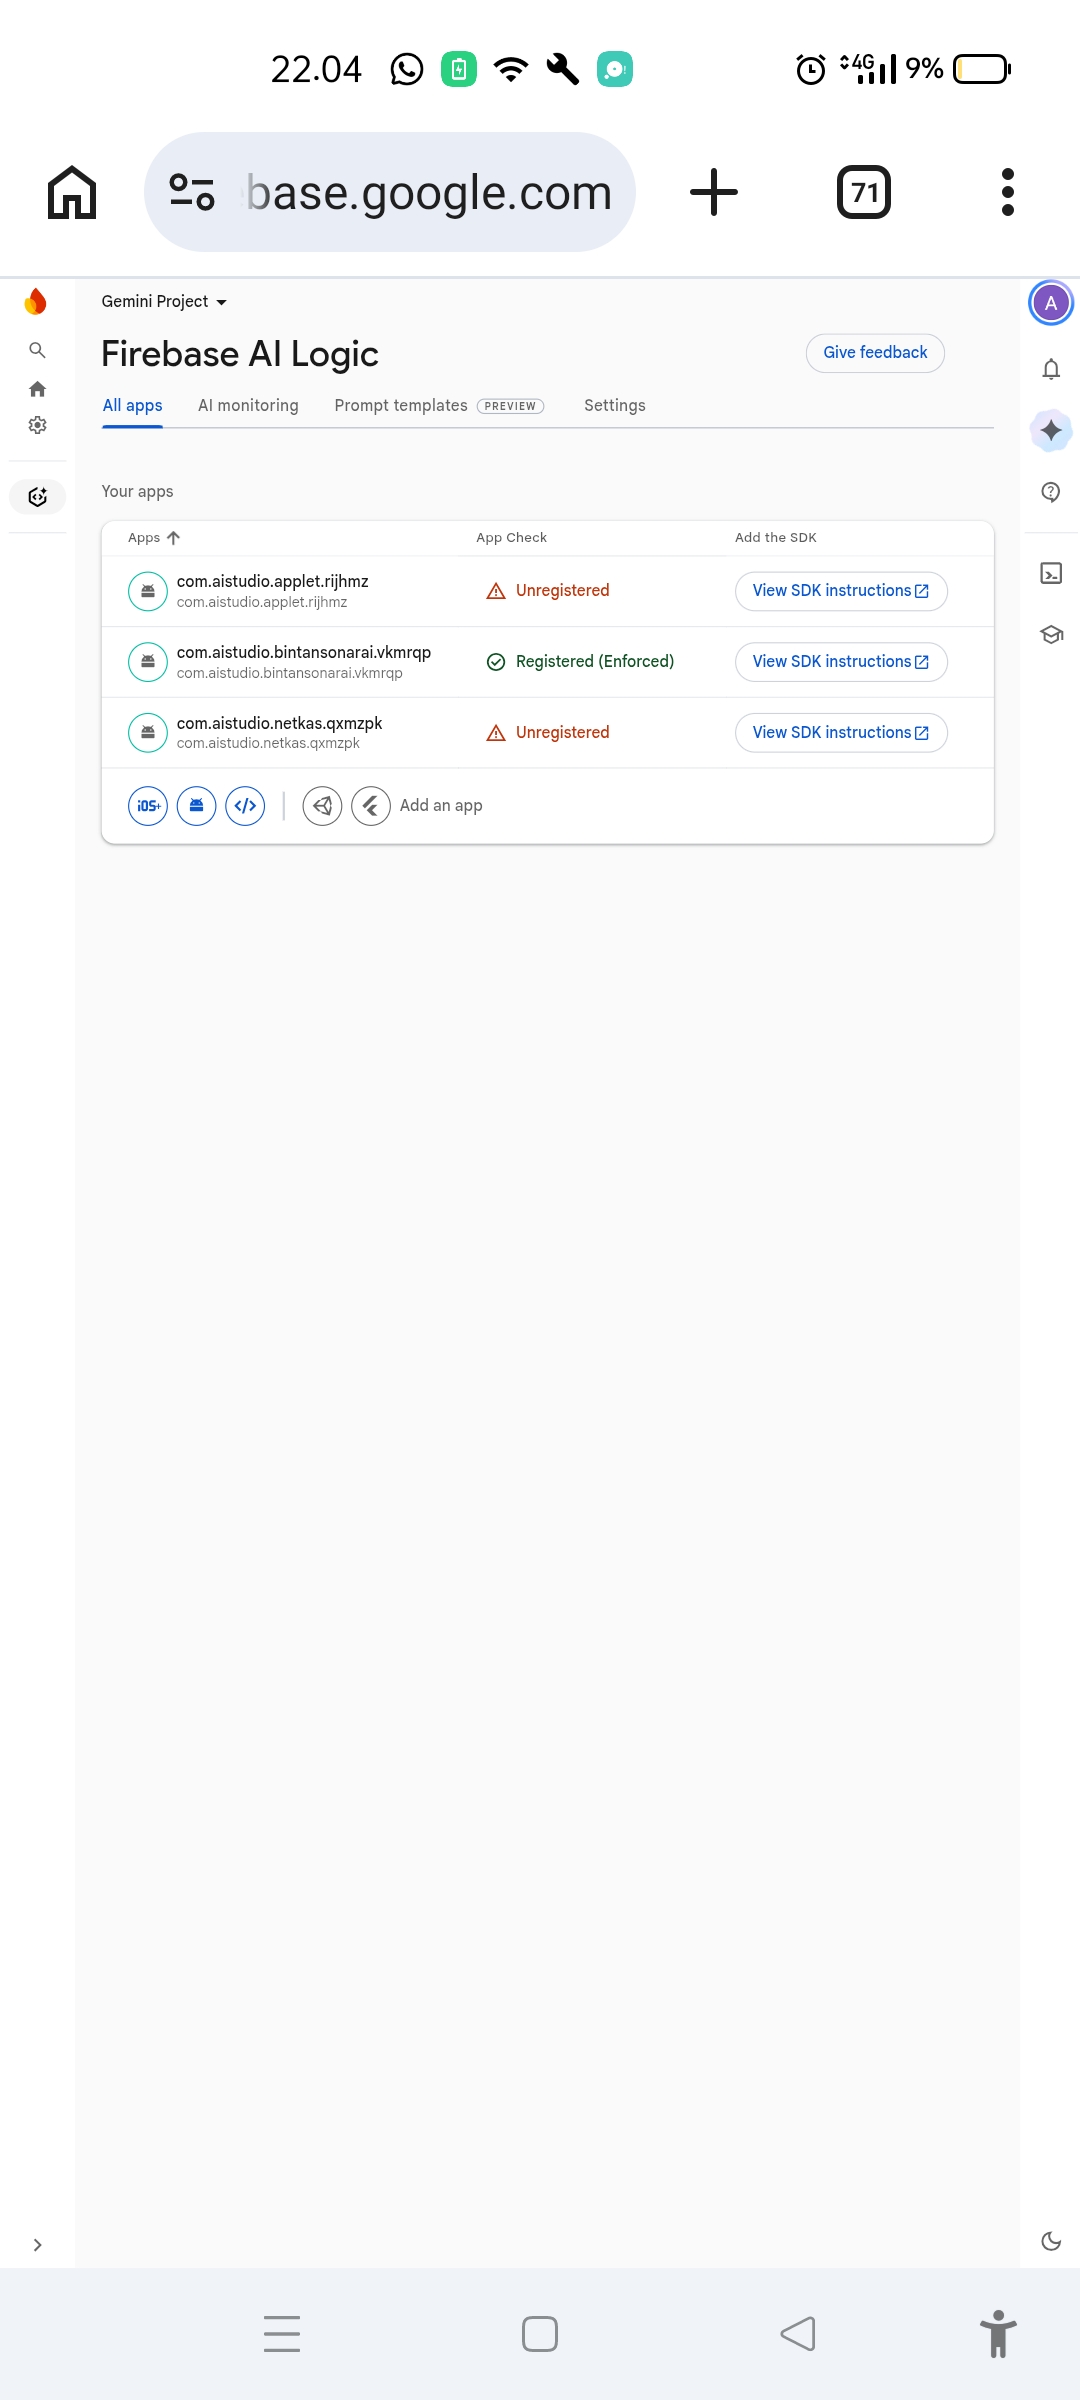 22.04
4G
9%
base.google.com
71
Gemini Project
A
Firebase AI Logic
Give feedback
All apps
AI monitoring
Prompt templates PREVIEW
Settings
Your apps
Apps
App Check
Add the SDK
com.aistudio.applet.rijhmz
com.aistudio.applet.rijhmz
Unregistered
View SDK instructions
com.aistudio.bintansonarai.vkmrqp
com.aistudio.bintansonarai.vkmrqp
Registered (Enforced)
View SDK instructions
com.aistudio.netkas.qxmzpk
com.aistudio.netkas.qxmzpk
Unregistered
View SDK instructions
iOS+
Add an app